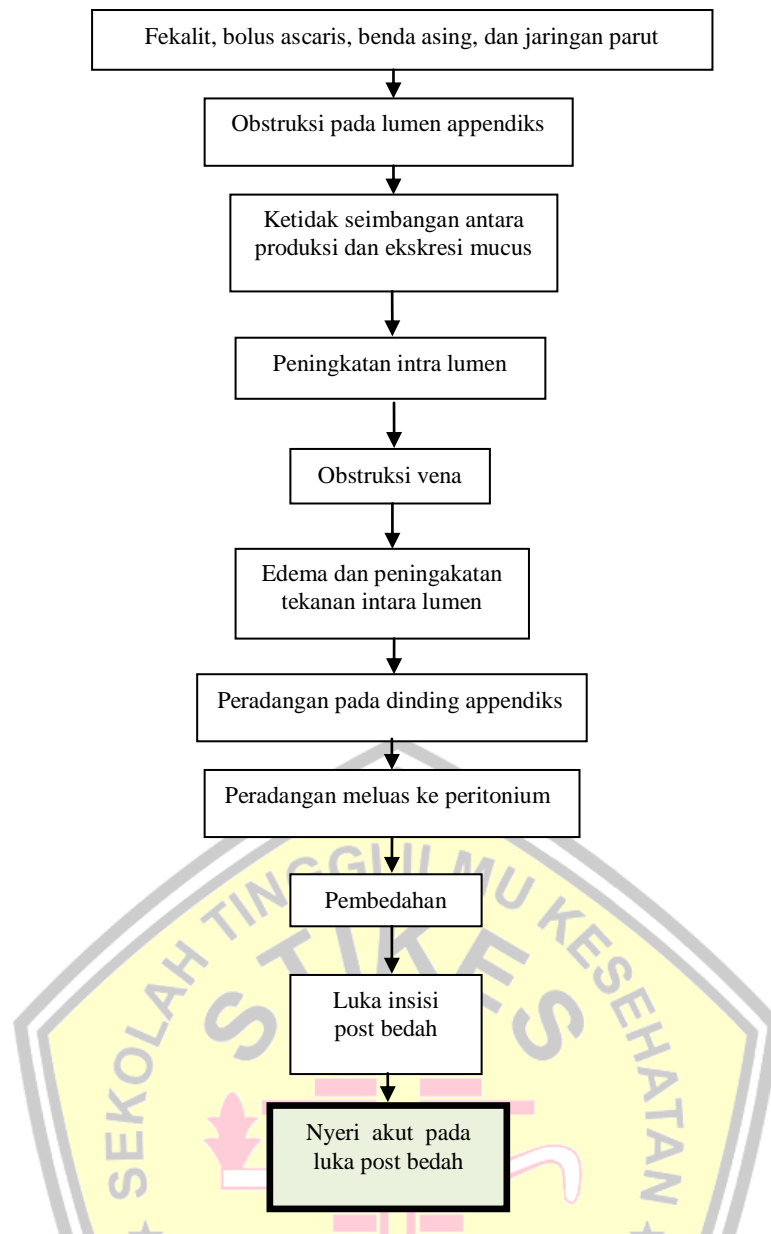 Fekalit, bolus ascaris, benda asing, dan jaringan parut
Obstruksi pada lumen appendiks
Ketidak seimbangan antara
produksi dan ekskresi mucus
Peningkatan intra lumen
Obstruksi vena
Edema dan peningakatan
tekanan intara lumen
Peradangan pada dinding appendiks
Peradangan meluas ke peritonium
Pembedahan
Luka insisi
post bedah
Nyeri akut pada
luka post bedah
SEKOLAH TINGGI ILMU KESEHATAN
STIKES